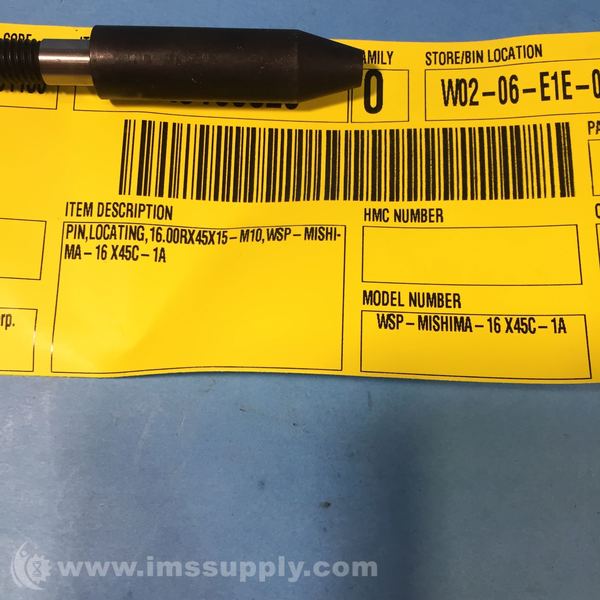 AMILY
STORE/BIN LOCATION
0
W02-06-E1E-0
PA
ITEM DESCRIPTION
HMC NUMBER
PIN,LOCATING,16.00RX45X15-M10,WSP-MISHI-
MA-16 X45C-1A
MODEL NUMBER
rp.
WSP-MISHIMA-16 X45C-1A
www.imssupply.com